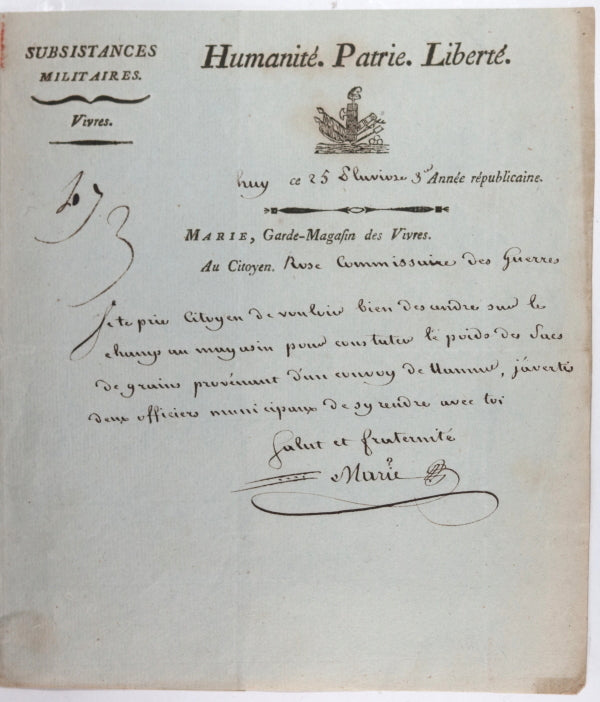 SUBSISTANCES
MILITAIRES.
Vivres.
Humanité. Patrie. Liberté.
huy ce 25 Pluviose 3e Année républicaine.
MARIE, Garde-Magasin des Vivres.
Au Citoyen. Rose Commissaire des Guerres
Je te prie Citoyen de vouloir bien descendre sur le
champ au magasin pour constater le poids des Sacs
de grains provenant d'un convoy de, j'averti
deux officiers municipaux de sy rendre avec toi
Salut et fraternité
Marie